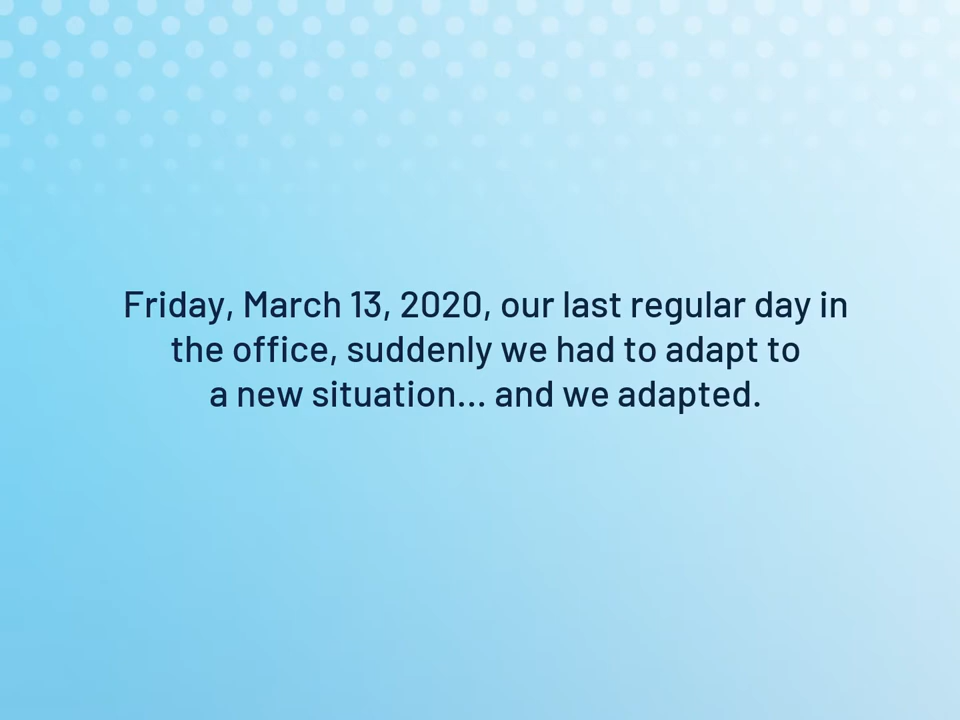 Friday, March 13, 2020, our last regular day in
the office, suddenly we had to adapt to
a new situation... and we adapted.